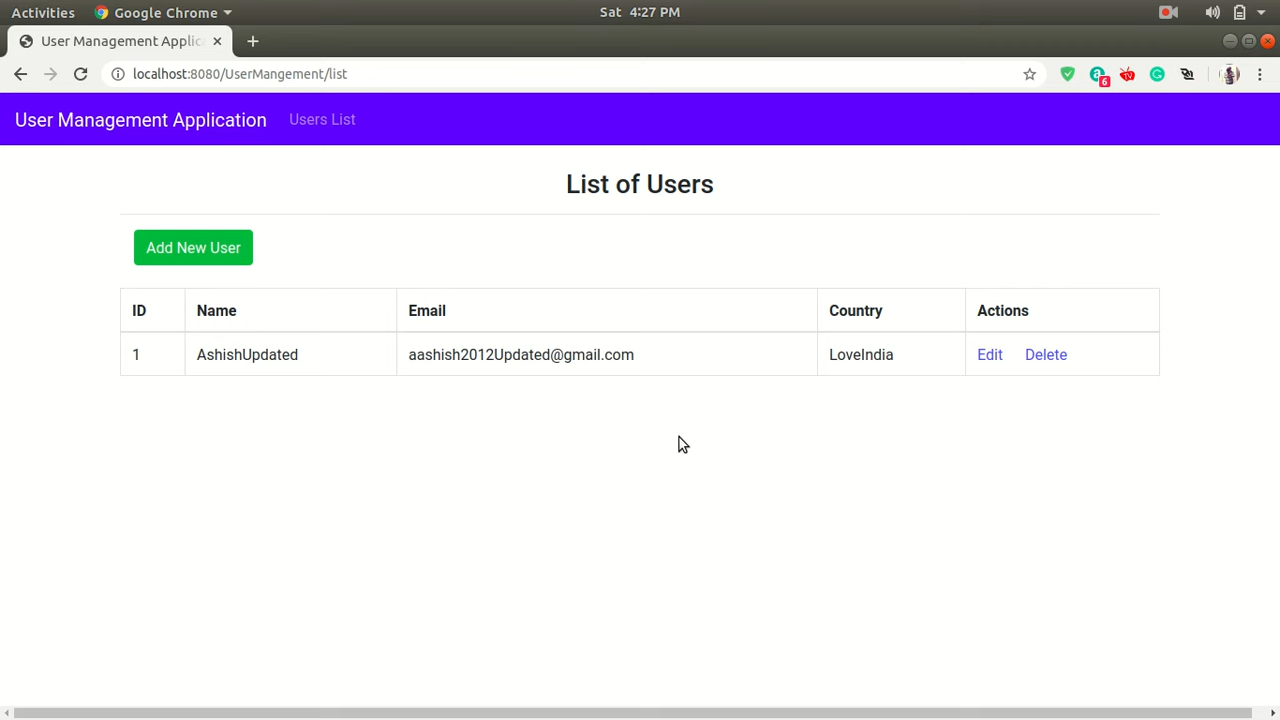 Activities Google Chrome Sat 4:27 PM
User Management Applic
localhost:8080/UserMangement/list 6
User Management Application Users List
List of Users
Add New User
ID Name Email Country Actions
1 AshishUpdated aashish2012Updated@gmail.com LoveIndia Edit Delete